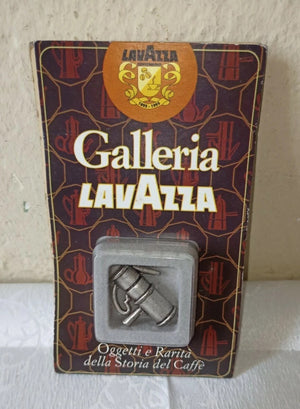 LAVAZZA
Galleria
LAVAZZA
Oggetti e Rarità
della Storia del Caffè